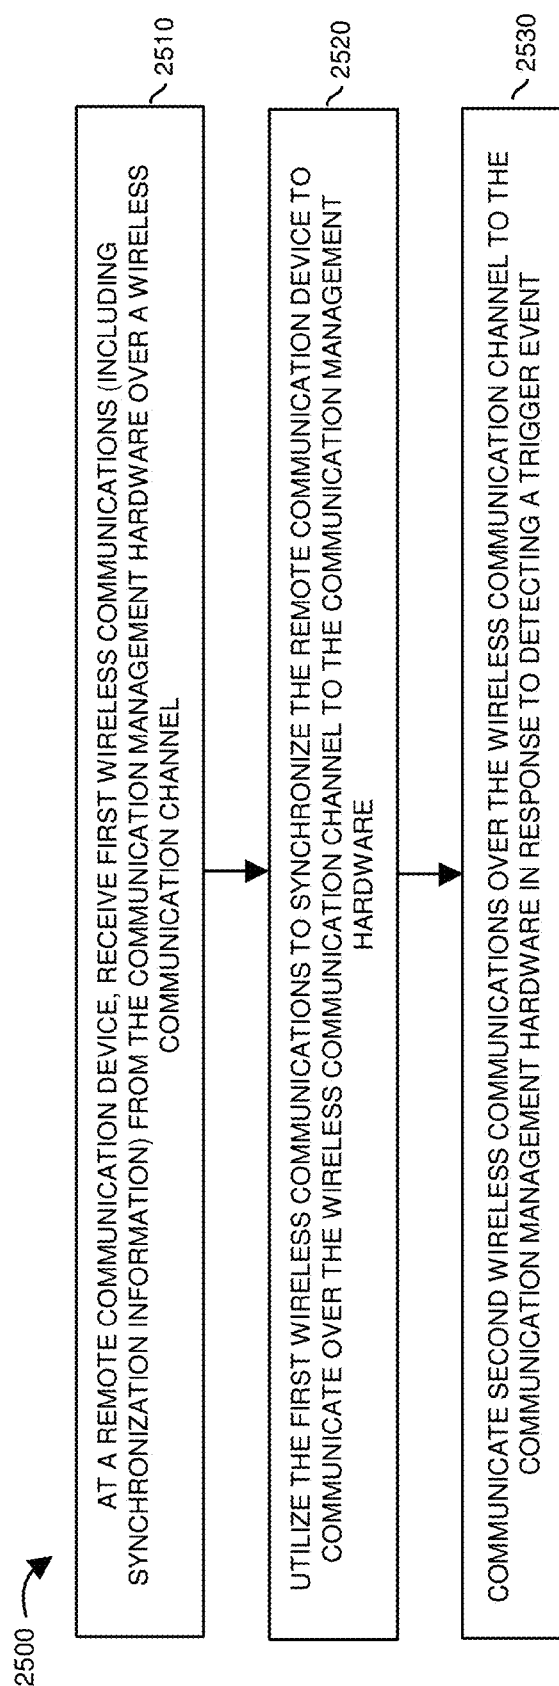 2500
AT A REMOTE COMMUNICATION DEVICE, RECEIVE FIRST WIRELESS COMMUNICATIONS (INCLUDING
SYNCHRONIZATION INFORMATION) FROM THE COMMUNICATION MANAGEMENT HARDWARE OVER A WIRELESS
COMMUNICATION CHANNEL
2510
UTILIZE THE FIRST WIRELESS COMMUNICATIONS TO SYNCHRONIZE THE REMOTE COMMUNICATION DEVICE TO
COMMUNICATE OVER THE WIRELESS COMMUNICATION CHANNEL TO THE COMMUNICATION MANAGEMENT
HARDWARE
2520
COMMUNICATE SECOND WIRELESS COMMUNICATIONS OVER THE WIRELESS COMMUNICATION CHANNEL TO THE
COMMUNICATION MANAGEMENT HARDWARE IN RESPONSE TO DETECTING A TRIGGER EVENT
2530